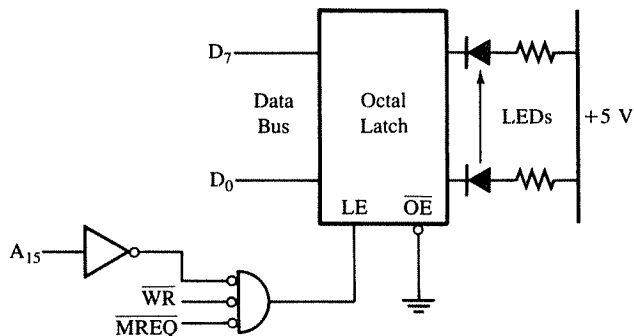 D7
Data
Bus
Octal
Latch
LEDs
+5 V
D0
LE
OE
A15
WR
MREQ